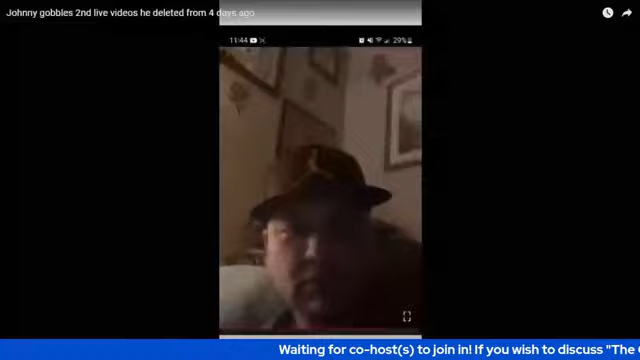 Johnny gobbles 2nd live videos he deleted from 4 days ago
11:44
29%
Waiting for co-host(s) to join in! If you wish to discuss "The